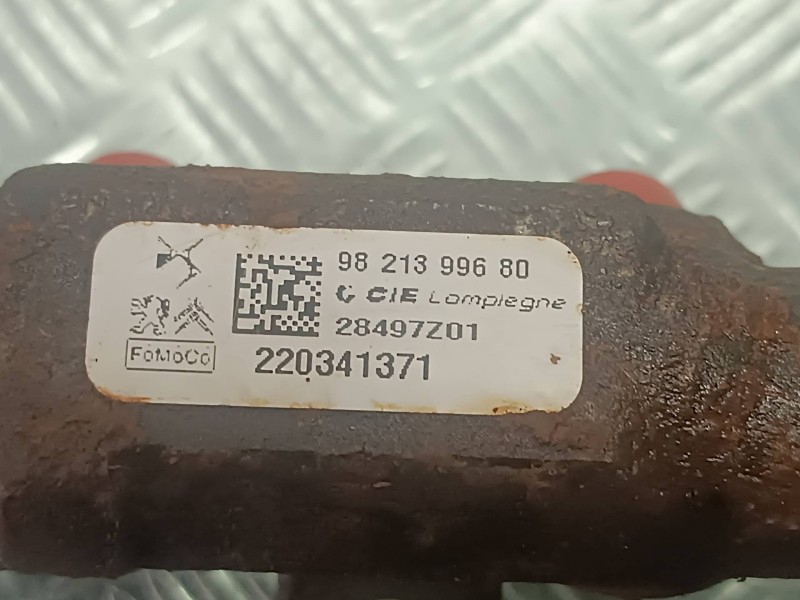 98 213 996 80
CIE Compiegne
28497Z01
FoMoCo
220341371